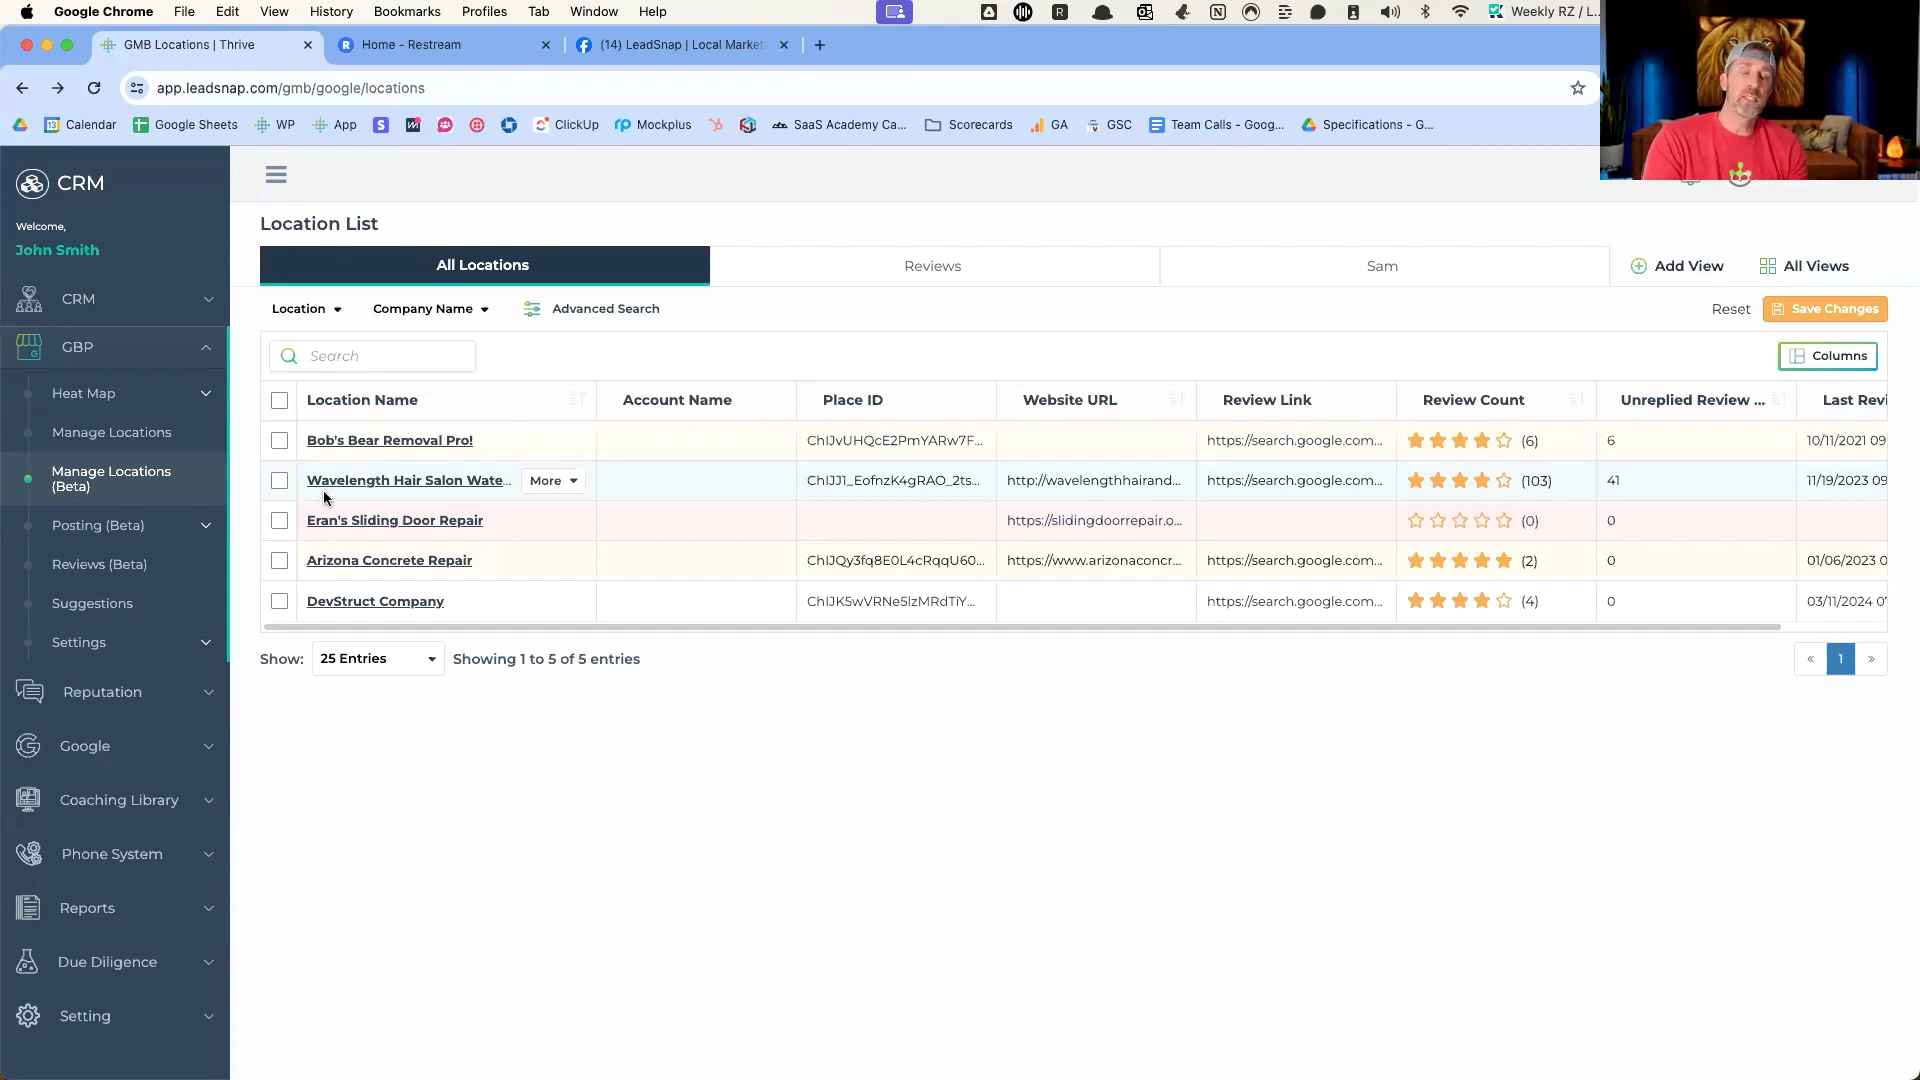 Google Chrome File Edit View History Bookmarks Profiles Tab Window Help Weekly RZ / L...
GMB Locations | Thrive Home - Restream (14) LeadSnap | Local Market
app.leadsnap.com/gmb/google/locations
Calendar Google Sheets WP App ClickUp Mockplus SaaS Academy Ca... Scorecards GA GSC Team Calls - Goog... Specifications - G...
CRM
Welcome,
John Smith
CRM
GBP
Heat Map
Manage Locations
Manage Locations
(Beta)
Posting (Beta)
Reviews (Beta)
Suggestions
Settings
Reputation
Google
Coaching Library
Phone System
Reports
Due Diligence
Setting
Location List
All Locations Reviews Sam Add View All Views
Location Company Name Advanced Search Reset Save Changes
Search Columns
Location Name Account Name Place ID Website URL Review Link Review Count Unreplied Review ... Last Revi
Bob's Bear Removal Pro! ChIJvUHQcE2PmYARw7F... https://search.google.com... (6) 6 10/11/2021 09
Wavelength Hair Salon Wate... More ChIJJ1_EofnzK4gRAO_2ts... http://wavelengthhairand... https://search.google.com... (103) 41 11/19/2023 09
Eran's Sliding Door Repair https://slidingdoorrepair.o... (0) 0
Arizona Concrete Repair ChIJQy3fq8E0L4cRqqU60... https://www.arizonaconcr... https://search.google.com... (2) 0 01/06/2023 0
DevStruct Company ChIJK5wVRNe5lzMRdTiY... https://search.google.com... (4) 0 03/11/2024 07
Show: 25 Entries Showing 1 to 5 of 5 entries « 1 »